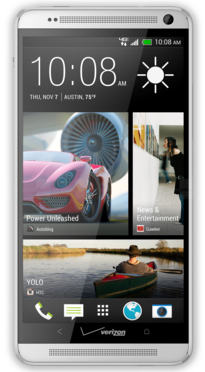 10:08 AM
10:08 AM
THU, NOV 7 | AUSTIN, 75°F
Power Unleashed
Autoblog
News &
Entertainment
Gawker
YOLO
HTC
verizon